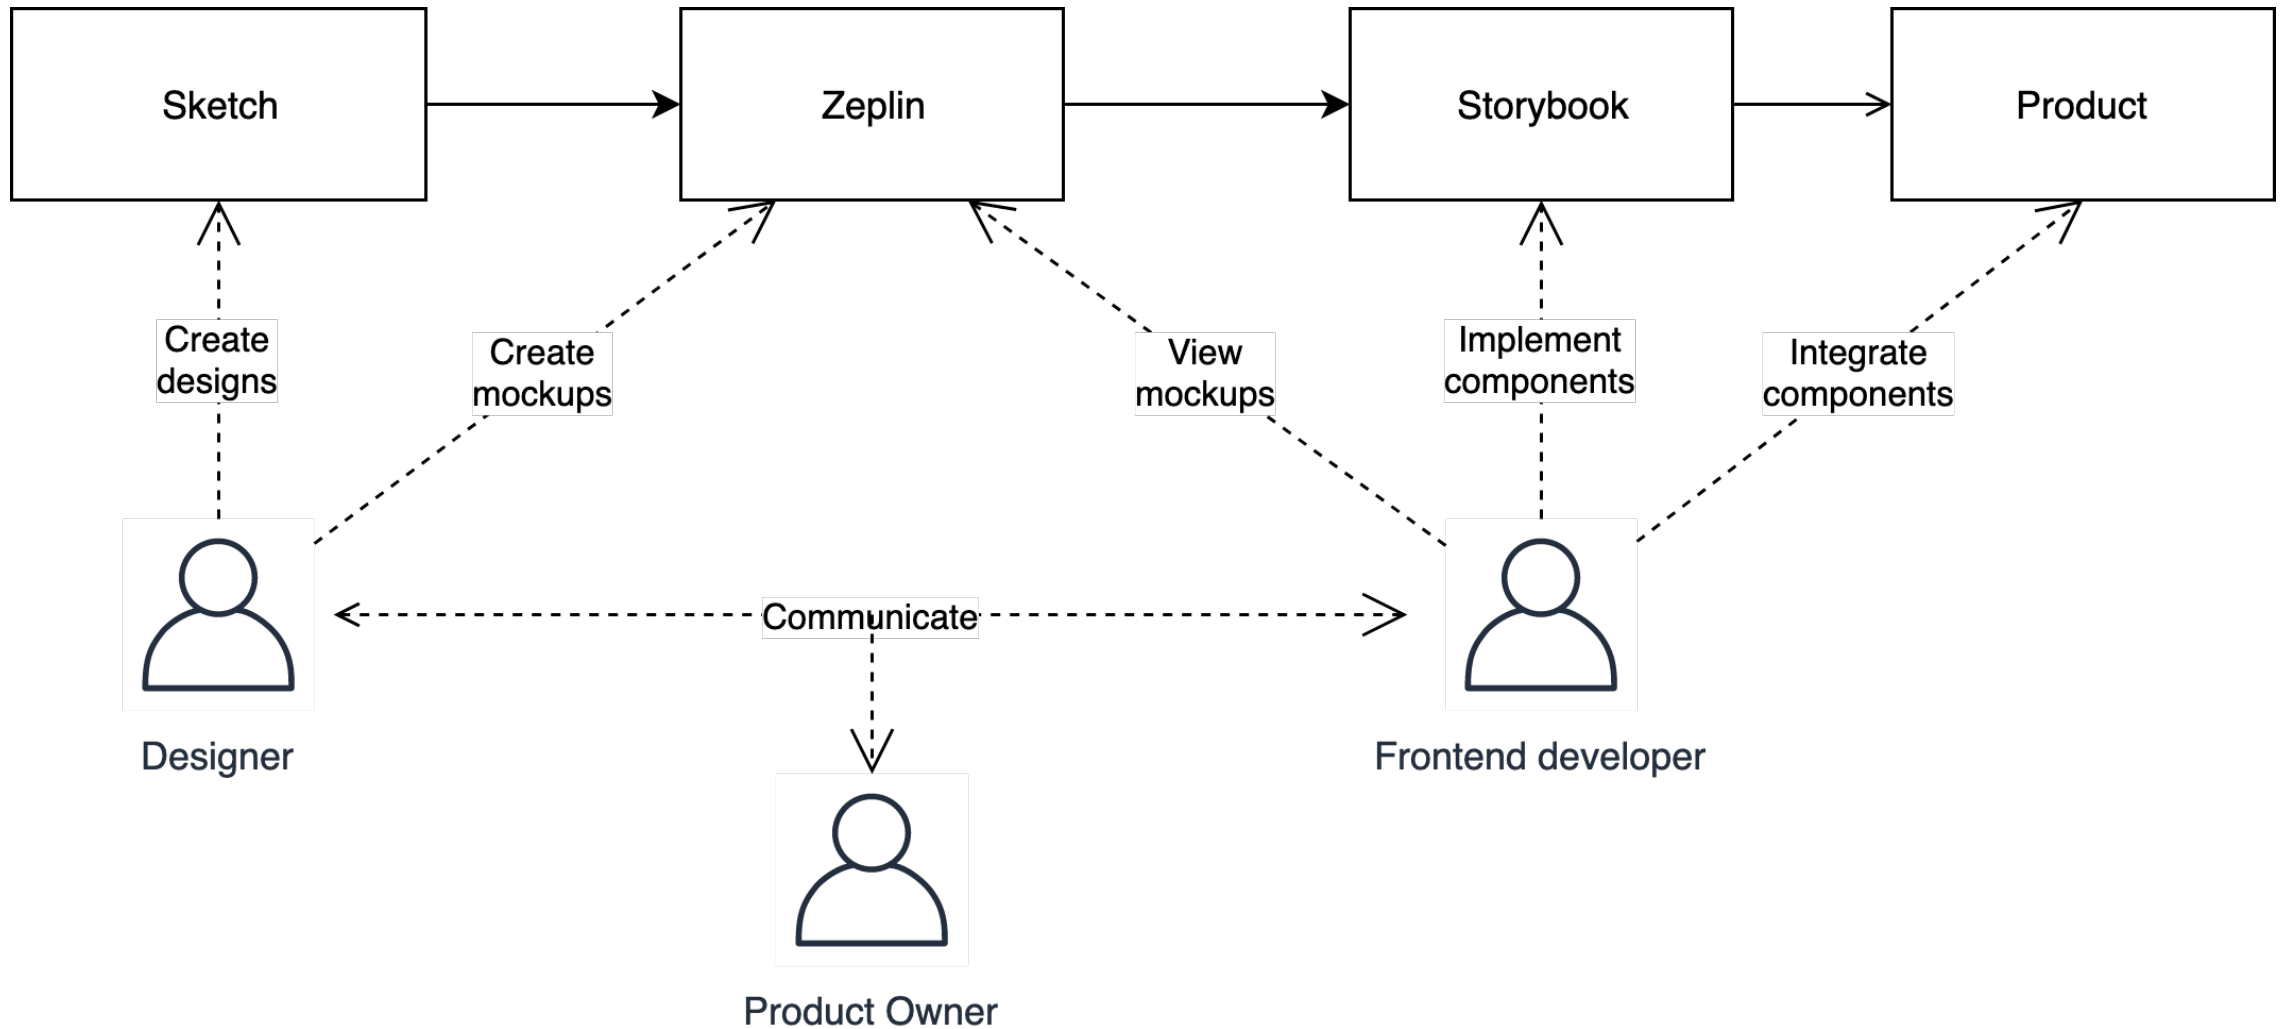 Sketch
Zeplin
Storybook
Product
Create
designs
Create
mockups
View
mockups
Implement
components
Integrate
components
Communicate
Designer
Frontend developer
Product Owner